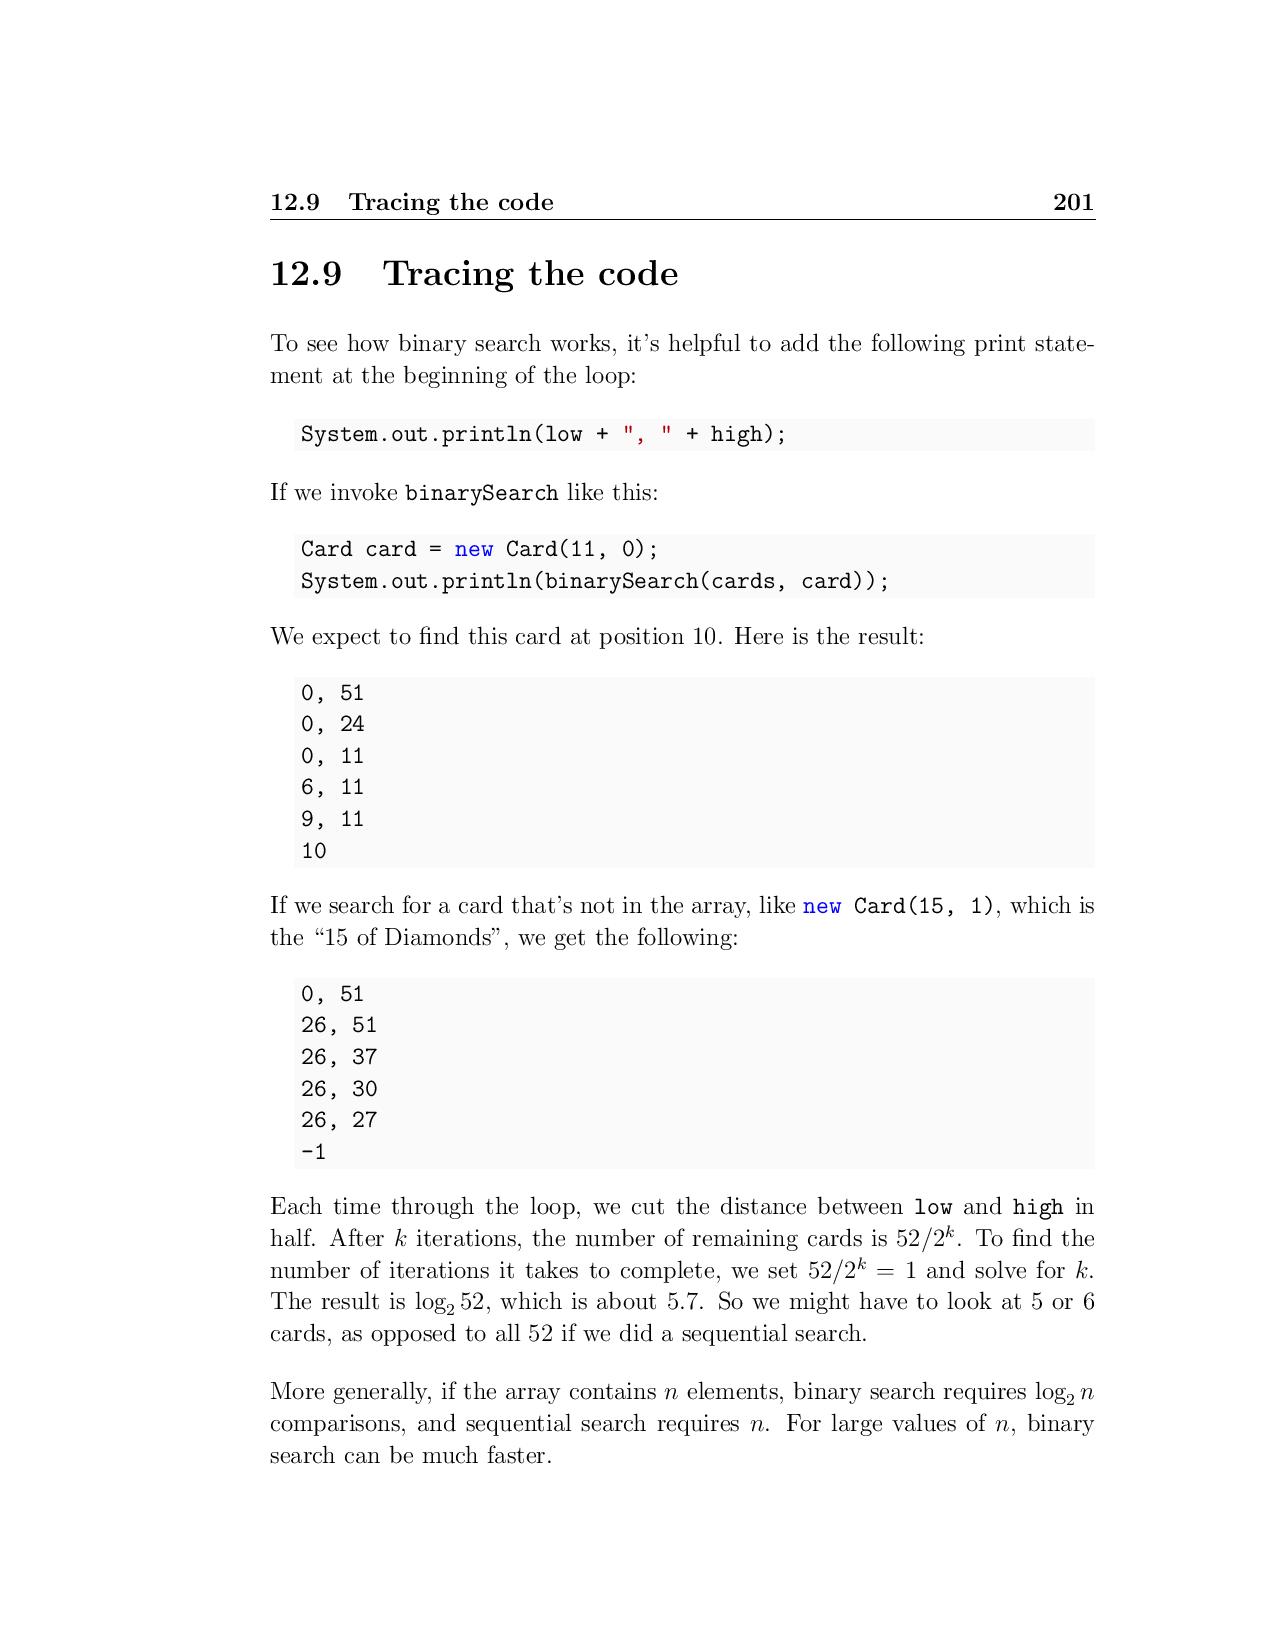 12.9 Tracing the code 201
12.9 Tracing the code
To see how binary search works, it's helpful to add the following print state-
ment at the beginning of the loop:
System.out.println(low + ", " + high);
If we invoke binarySearch like this:
Card card = new Card(11, 0);
System.out.println(binarySearch(cards, card));
We expect to find this card at position 10. Here is the result:
0, 51
0, 24
0, 11
6, 11
9, 11
10
If we search for a card that's not in the array, like new Card(15, 1), which is
the “15 of Diamonds”, we get the following:
0, 51
26, 51
26, 37
26, 30
26, 27
-1
Each time through the loop, we cut the distance between low and high in
half. After k iterations, the number of remaining cards is 52/2^k. To find the
number of iterations it takes to complete, we set 52/2^k = 1 and solve for k.
The result is log₂ 52, which is about 5.7. So we might have to look at 5 or 6
cards, as opposed to all 52 if we did a sequential search.
More generally, if the array contains n elements, binary search requires log₂ n
comparisons, and sequential search requires n. For large values of n, binary
search can be much faster.